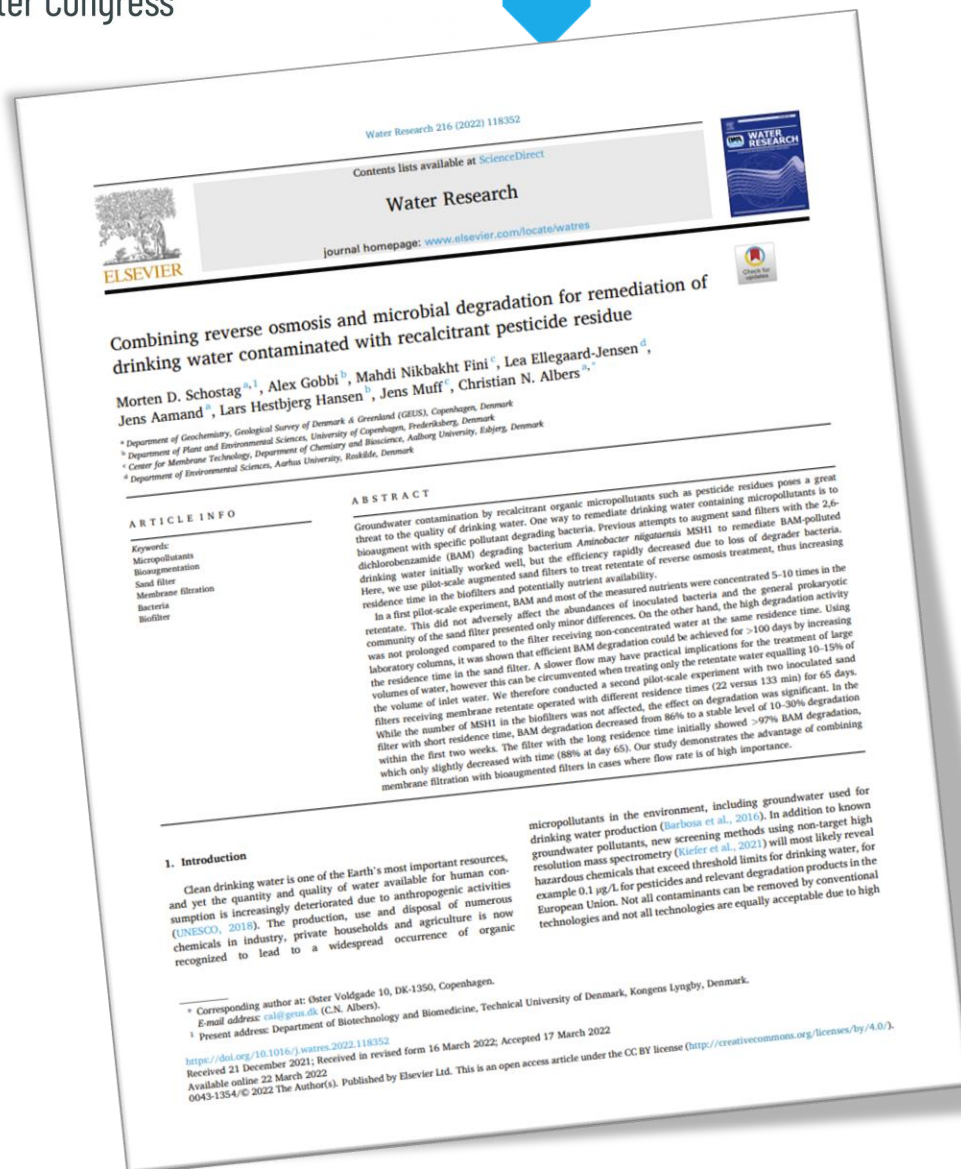 ter Congress
Water Research 216 (2022) 118352
Contents lists available at ScienceDirect
Water Research
journal homepage: www.elsevier.com/locate/watres
ELSEVIER
WATER
RESEARCH
Check for
updates
Combining reverse osmosis and microbial degradation for remediation of
drinking water contaminated with recalcitrant pesticide residue
Morten D. Schostag a,1, Alex Gobbi b, Mahdi Nikbakht Fini c, Lea Ellegaard-Jensen d,
Jens Aamand a, Lars Hestbjerg Hansen b, Jens Muff c, Christian N. Albers a,*
a Department of Geochemistry, Geological Survey of Denmark & Greenland (GEUS), Copenhagen, Denmark
b Department of Plant and Environmental Sciences, University of Copenhagen, Frederiksberg, Denmark
c Center for Membrane Technology, Department of Chemistry and Bioscience, Aalborg University, Esbjerg, Denmark
d Department of Environmental Sciences, Aarhus University, Roskilde, Denmark
ARTICLE INFO
Keywords:
Micropollutants
Bioaugmentation
Sand filter
Membrane filtration
Bacteria
Biofilter
ABSTRACT
Groundwater contamination by recalcitrant organic micropollutants such as pesticide residues poses a great
threat to the quality of drinking water. One way to remediate drinking water containing micropollutants is to
bioaugment with specific pollutant degrading bacteria. Previous attempts to augment sand filters with the 2,6-
dichlorobenzamide (BAM) degrading bacterium Aminobacter niigataensis MSH1 to remediate BAM-polluted
drinking water initially worked well, but the efficiency rapidly decreased due to loss of degrader bacteria.
Here, we use pilot-scale augmented sand filters to treat retentate of reverse osmosis treatment, thus increasing
residence time in the biofilters and potentially nutrient availability.
In a first pilot-scale experiment, BAM and most of the measured nutrients were concentrated 5–10 times in the
retentate. This did not adversely affect the abundances of inoculated bacteria and the general prokaryotic
community of the sand filter presented only minor differences. On the other hand, the high degradation activity
was not prolonged compared to the filter receiving non-concentrated water at the same residence time. Using
laboratory columns, it was shown that efficient BAM degradation could be achieved for >100 days by increasing
the residence time in the sand filter. A slower flow may have practical implications for the treatment of large
volumes of water, however this can be circumvented when treating only the retentate water equalling 10–15% of
the volume of inlet water. We therefore conducted a second pilot-scale experiment with two inoculated sand
filters receiving membrane retentate operated with different residence times (22 versus 133 min) for 65 days.
While the number of MSH1 in the biofilters was not affected, the effect on degradation was significant. In the
filter with short residence time, BAM degradation decreased from 86% to a stable level of 10–30% degradation
within the first two weeks. The filter with the long residence time initially showed >97% BAM degradation,
which only slightly decreased with time (88% at day 65). Our study demonstrates the advantage of combining
membrane filtration with bioaugmented filters in cases where flow rate is of high importance.
1. Introduction
Clean drinking water is one of the Earth's most important resources,
and yet the quantity and quality of water available for human con-
sumption is increasingly deteriorated due to anthropogenic activities
(UNESCO, 2018). The production, use and disposal of numerous
chemicals in industry, private households and agriculture is now
recognized to lead to a widespread occurrence of organic
micropollutants in the environment, including groundwater used for
drinking water production (Barbosa et al., 2016). In addition to known
groundwater pollutants, new screening methods using non-target high
resolution mass spectrometry (Kiefer et al., 2021) will most likely reveal
hazardous chemicals that exceed threshold limits for drinking water, for
example 0.1 µg/L for pesticides and relevant degradation products in the
European Union. Not all contaminants can be removed by conventional
technologies and not all technologies are equally acceptable due to high
* Corresponding author at: Øster Voldgade 10, DK-1350, Copenhagen.
E-mail address: cal@geus.dk (C.N. Albers).
1 Present address: Department of Biotechnology and Biomedicine, Technical University of Denmark, Kongens Lyngby, Denmark.
https://doi.org/10.1016/j.watres.2022.118352
Received 21 December 2021; Received in revised form 16 March 2022; Accepted 17 March 2022
Available online 22 March 2022
0043-1354/© 2022 The Author(s). Published by Elsevier Ltd. This is an open access article under the CC BY license (http://creativecommons.org/licenses/by/4.0/).